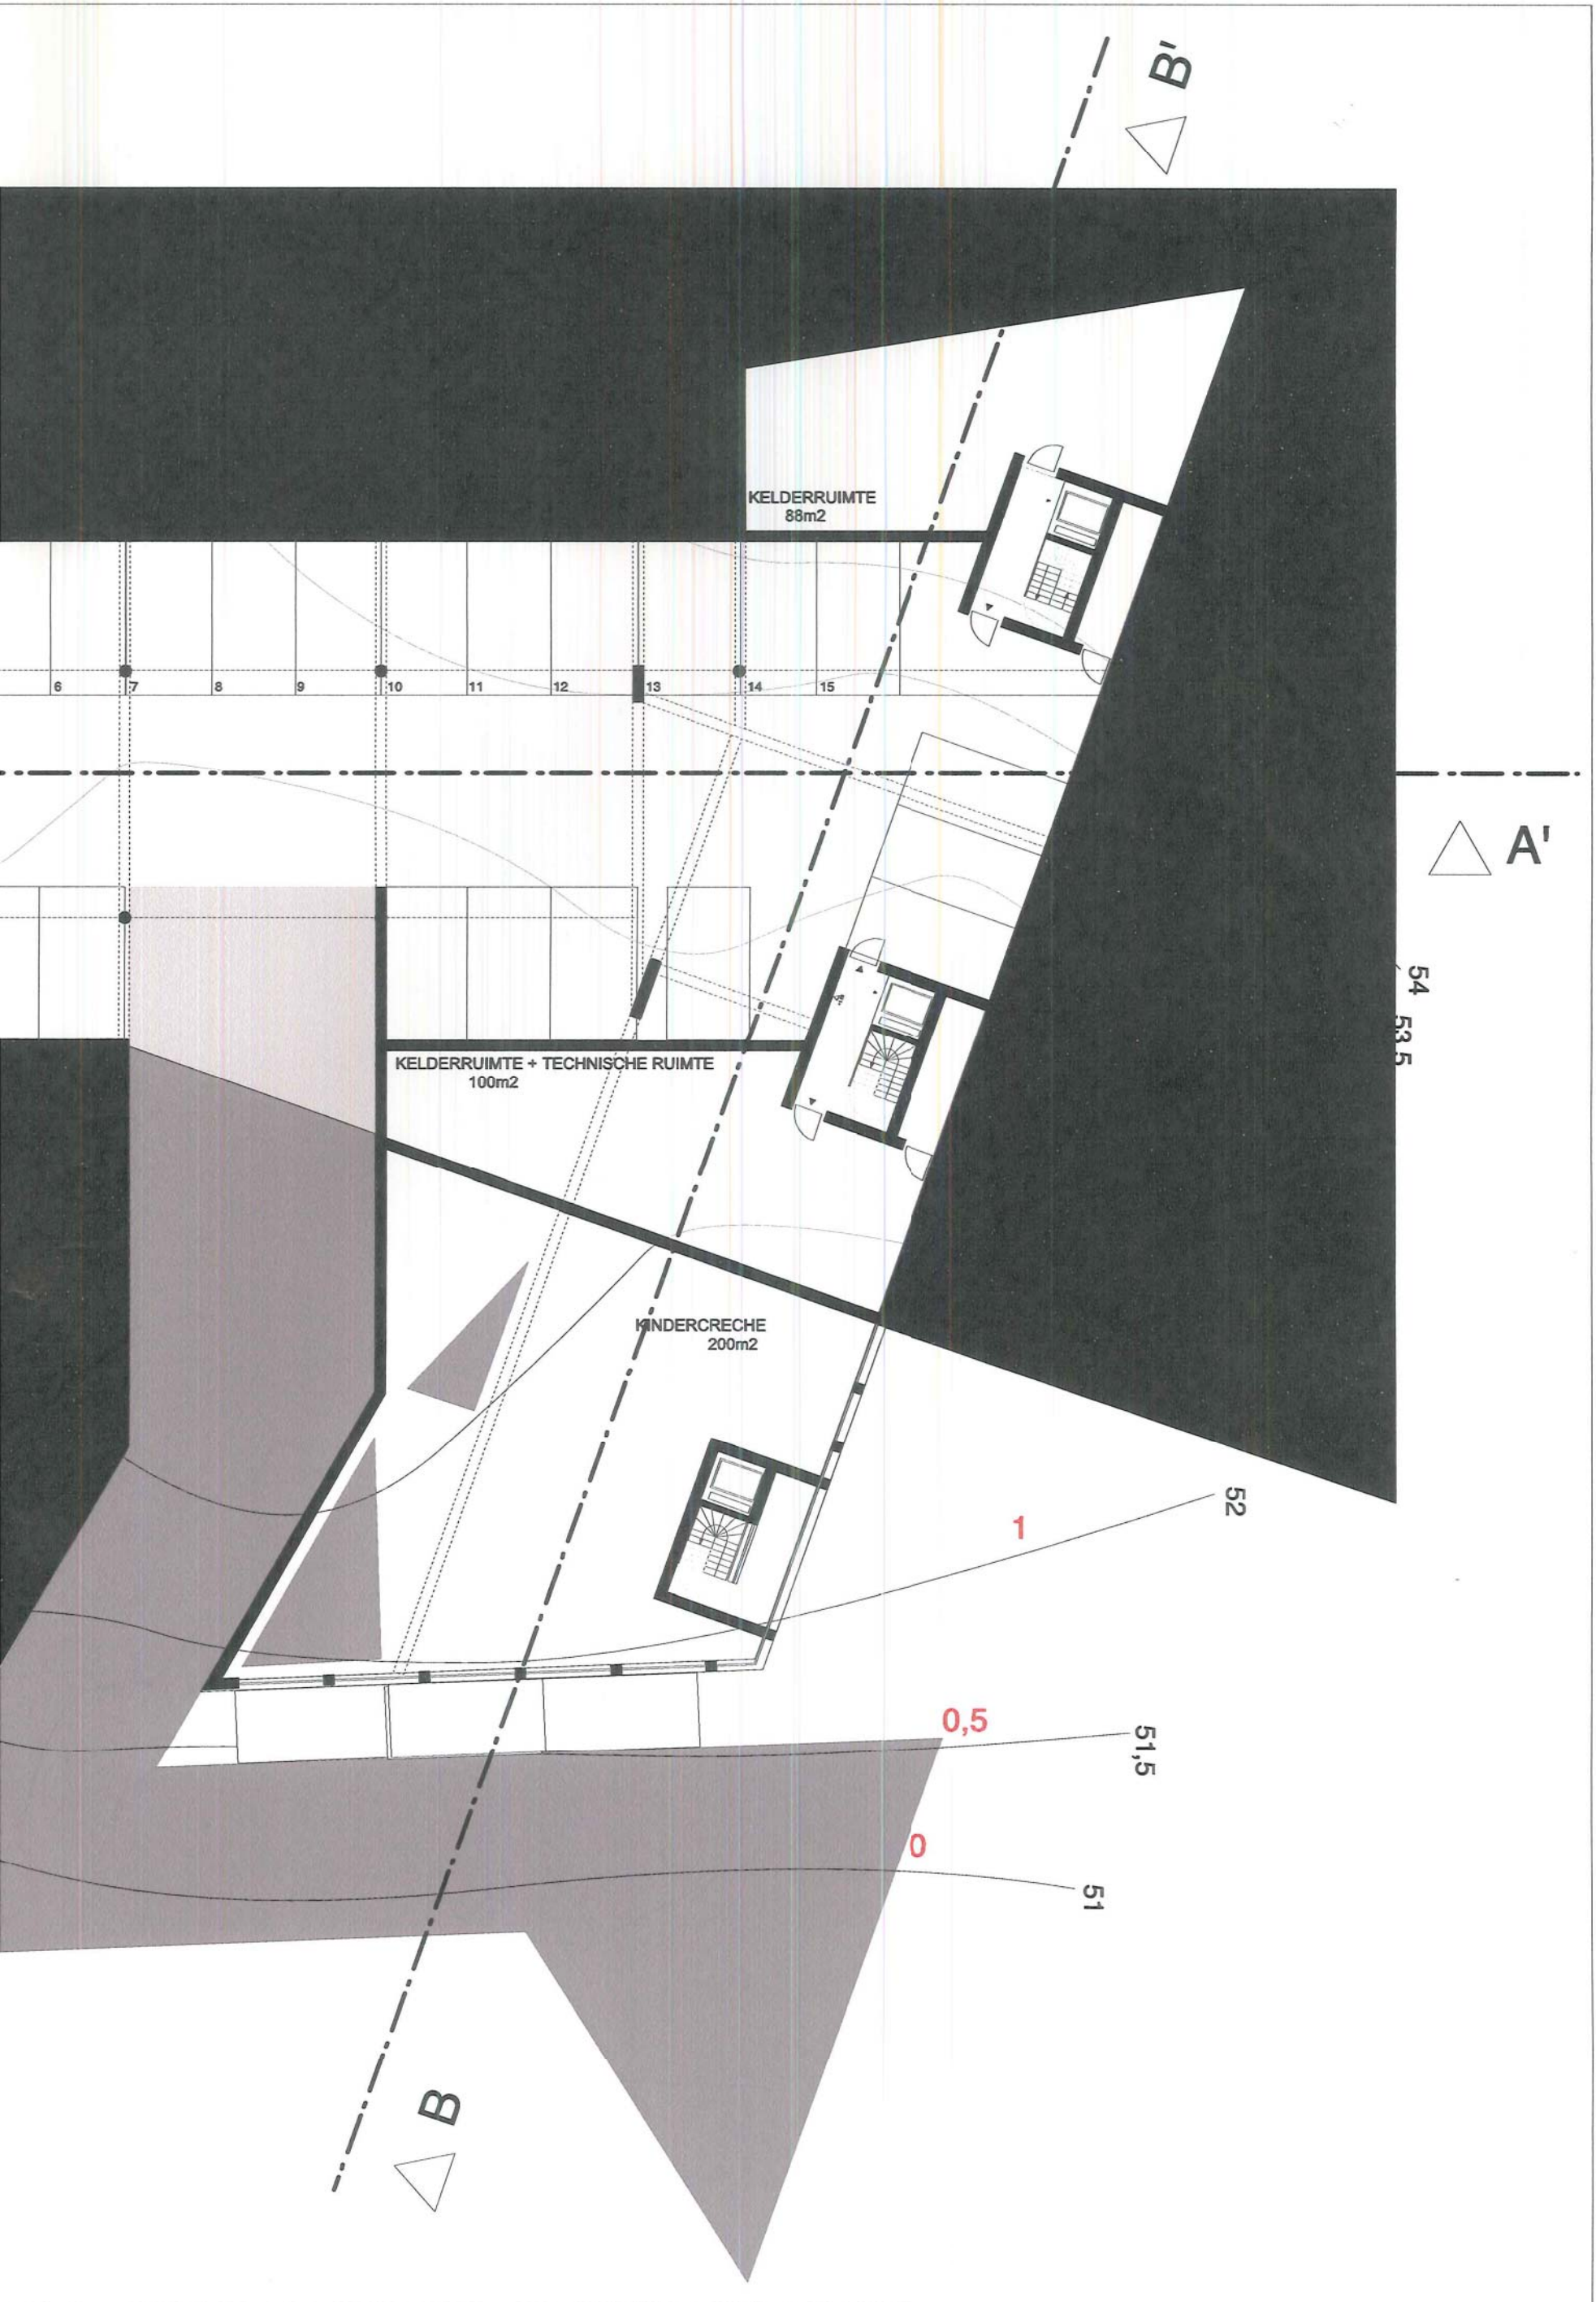 B'
KELDERRUIMTE
88m2
6 7 8 9 10 11 12 13 14 15
A'
54
53,5
KELDERRUIMTE + TECHNISCHE RUIMTE
100m2
KINDERCRECHE
200m2
52
1
0,5
51,5
0
51
B